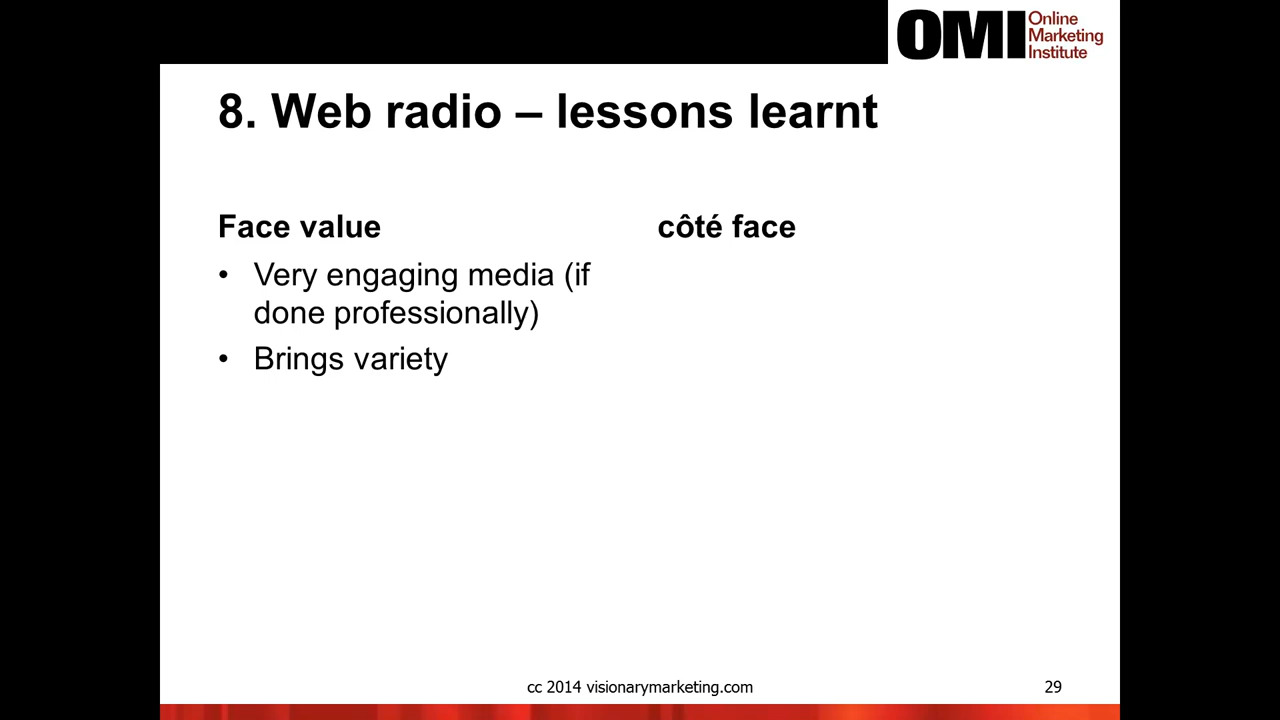 OMI Online
Marketing
Institute
8. Web radio – lessons learnt
Face value
• Very engaging media (if
done professionally)
• Brings variety
côté face
cc 2014 visionarymarketing.com
29